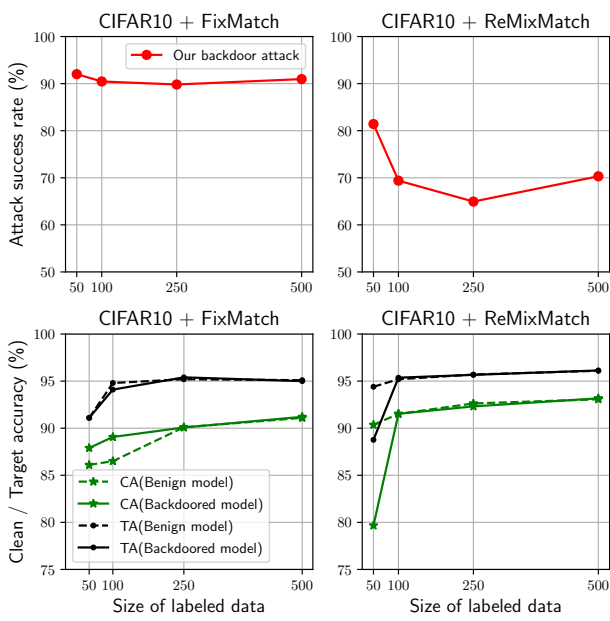 CIFAR10 + FixMatch
CIFAR10 + ReMixMatch
Attack success rate (%)
100
90
80
70
60
50
Our backdoor attack
50 100 250 500
100
90
80
70
60
50
50 100 250 500
CIFAR10 + FixMatch
CIFAR10 + ReMixMatch
Clean / Target accuracy (%)
100
95
90
85
80
75
CA(Benign model)
CA(Backdoored model)
TA(Benign model)
TA(Backdoored model)
50 100 250 500
Size of labeled data
100
95
90
85
80
75
50 100 250 500
Size of labeled data